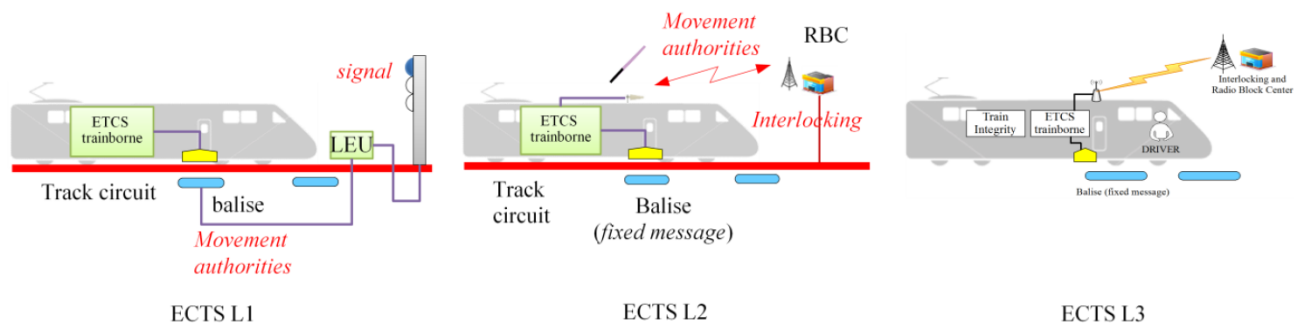 signal
ETCS
trainborne
LEU
Track circuit
balise
Movement
authorities
ECTS L1
Movement
authorities
RBC
ETCS
trainborne
Interlocking
Track
circuit
Balise
(fixed message)
ECTS L2
Interlocking and
Radio Block Center
Train
Integrity
ETCS
trainborne
DRIVER
Balise (fixed message)
ECTS L3